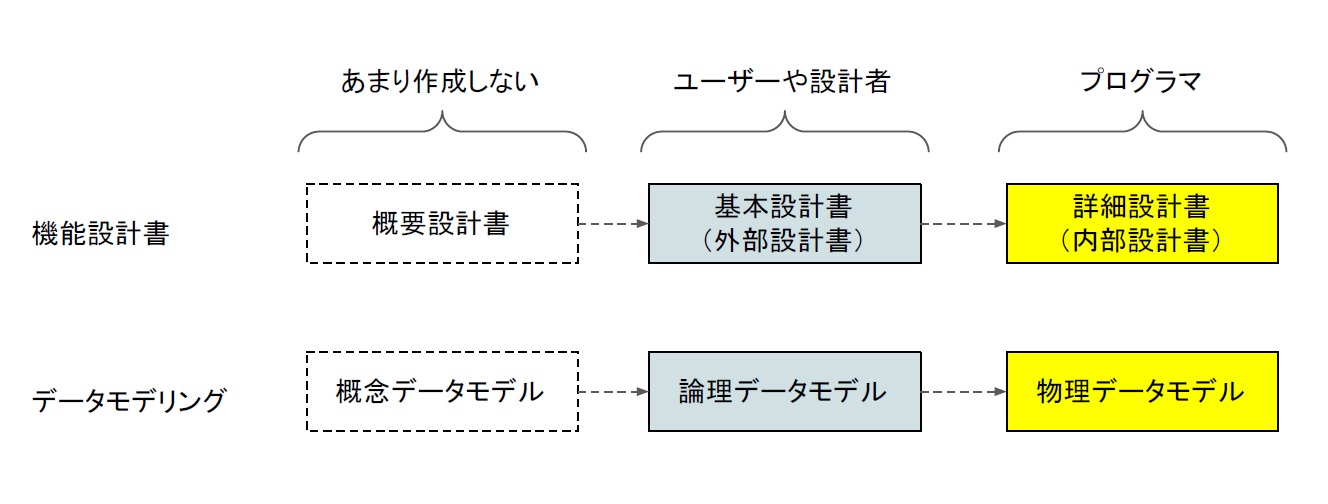 あまり作成しない
ユーザーや設計者
プログラマ
機能設計書
概要設計書
基本設計書
（外部設計書）
詳細設計書
（内部設計書）
データモデリング
概念データモデル
論理データモデル
物理データモデル